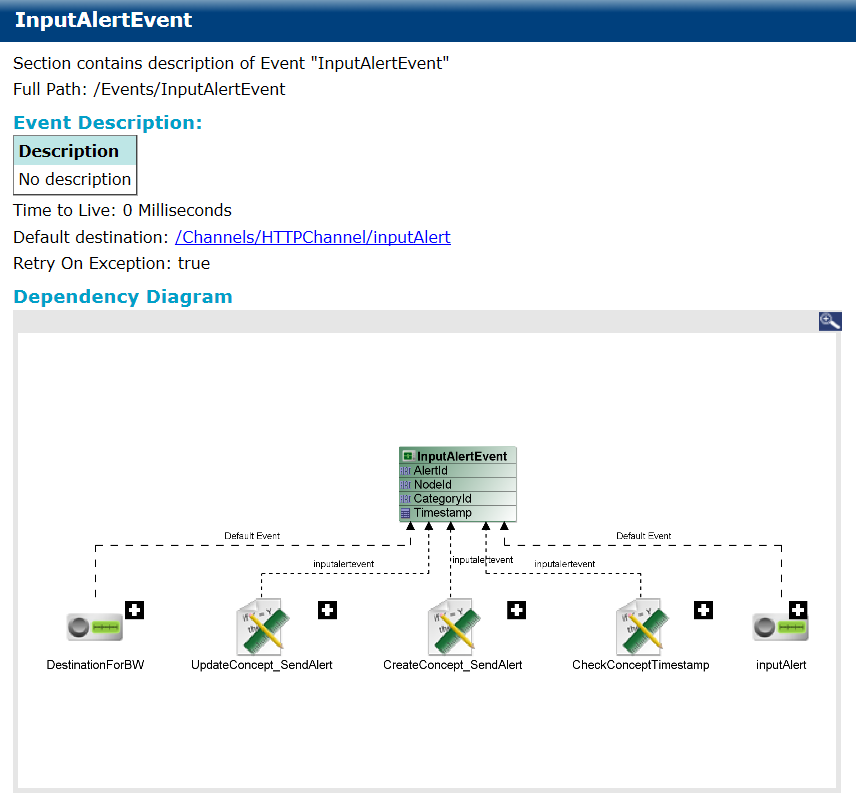 InputAlertEvent
Section contains description of Event "InputAlertEvent"
Full Path: /Events/InputAlertEvent
Event Description:
Description
No description
Time to Live: 0 Milliseconds
Default destination: /Channels/HTTPChannel/inputAlert
Retry On Exception: true
Dependency Diagram
InputAlertEvent
AlertId
NodeId
CategoryId
Timestamp
Default Event
Default Event
inputalertevent
inputalertevent
inputalertevent
DestinationForBW
UpdateConcept_SendAlert
CreateConcept_SendAlert
CheckConceptTimestamp
inputAlert